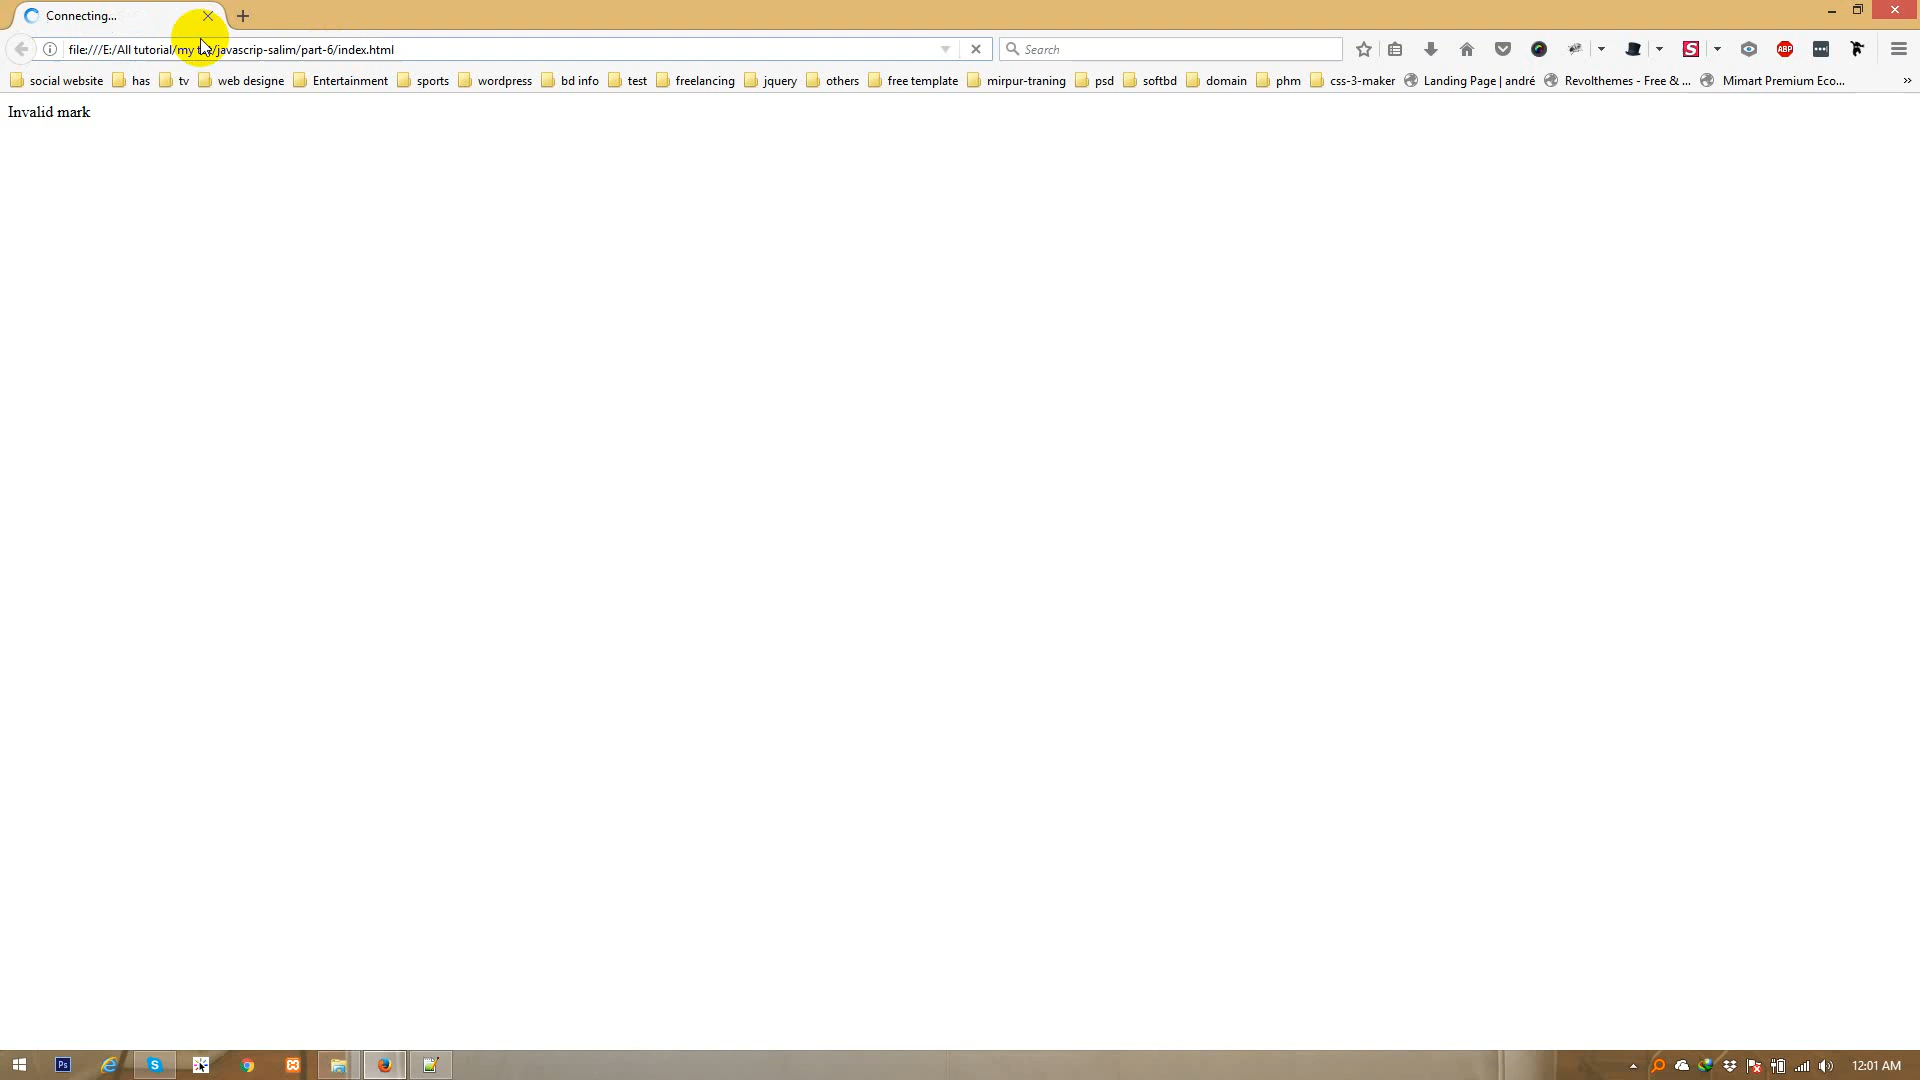 Connecting...
file:///E:/All tutorial/my /javascrip-salim/part-6/index.html
Search
social website has tv web designe Entertainment sports wordpress bd info test freelancing jquery others free template mirpur-traning psd softbd domain phm css-3-maker Landing Page | andré Revolthemes - Free & ... Mimart Premium Eco...
Invalid mark
12:01 AM